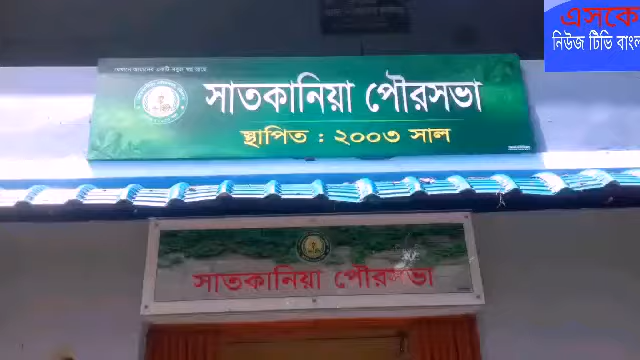 এসকে
নিউজ টিভি বাংলা
সাতকানিয়া পৌরসভা
স্থাপিত : ২০০৩ সাল
সাতকানিয়া পৌরসভা